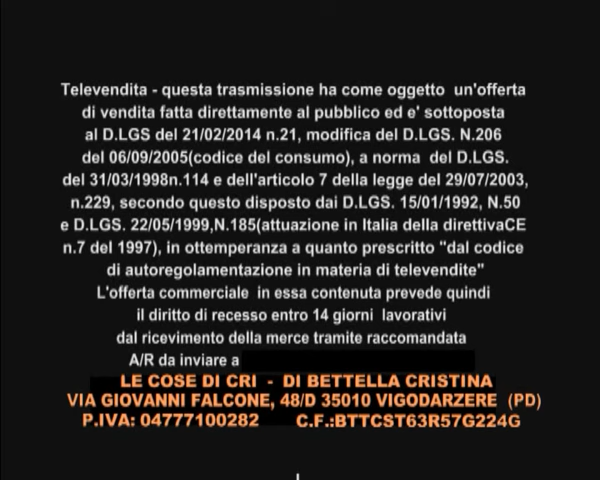 Televendita - questa trasmissione ha come oggetto un'offerta
di vendita fatta direttamente al pubblico ed e' sottoposta
al D.LGS del 21/02/2014 n.21, modifica del D.LGS. N.206
del 06/09/2005(codice del consumo), a norma del D.LGS.
del 31/03/1998n.114 e dell'articolo 7 della legge del 29/07/2003,
n.229, secondo questo disposto dai D.LGS. 15/01/1992, N.50
e D.LGS. 22/05/1999,N.185(attuazione in Italia della direttivaCE
n.7 del 1997), in ottemperanza a quanto prescritto "dal codice
di autoregolamentazione in materia di televendite"
L'offerta commerciale in essa contenuta prevede quindi
il diritto di recesso entro 14 giorni lavorativi
dal ricevimento della merce tramite raccomandata
A/R da inviare a
LE COSE DI CRI - DI BETTELLA CRISTINA
VIA GIOVANNI FALCONE, 48/D 35010 VIGODARZERE (PD)
P.IVA: 04777100282 C.F.:BTTCST63R57G224G